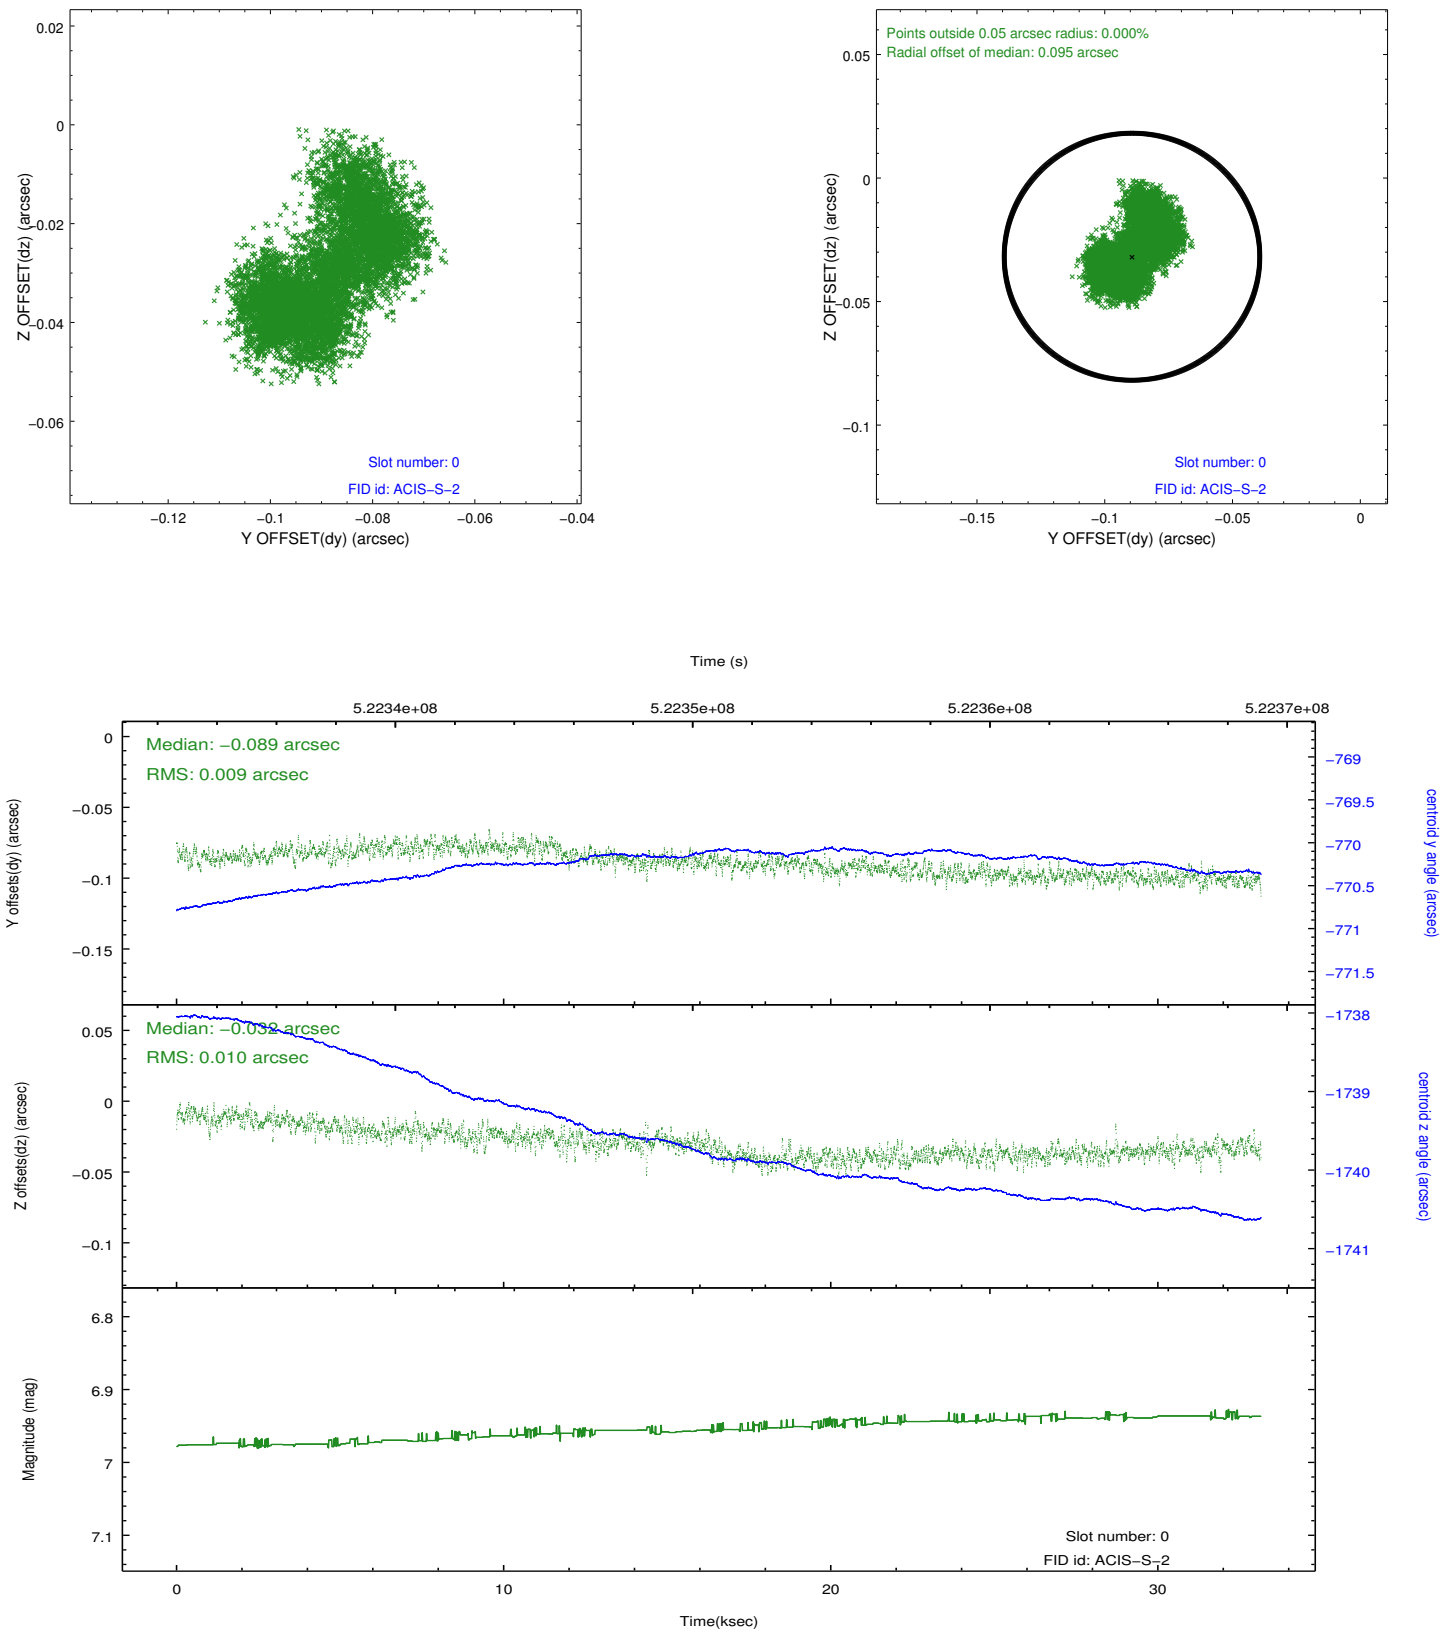 0.02
0
−0.02
−0.04
−0.06
Z OFFSET(dz) (arcsec)
Slot number: 0
FID id: ACIS−S−2
−0.12
−0.1
−0.08
−0.06
−0.04
Y OFFSET(dy) (arcsec)
Points outside 0.05 arcsec radius: 0.000%
Radial offset of median: 0.095 arcsec
0.05
0
−0.05
−0.1
Z OFFSET(dz) (arcsec)
Slot number: 0
FID id: ACIS−S−2
−0.15
−0.1
−0.05
0
Y OFFSET(dy) (arcsec)
Time (s)
5.2234e+08
5.2235e+08
5.2236e+08
5.2237e+08
Median: −0.089 arcsec
RMS: 0.009 arcsec
0
−0.05
−0.1
−0.15
Y offsets(dy) (arcsec)
−769
−769.5
−770
−770.5
−771
−771.5
centroid y angle (arcsec)
Median: −0.032 arcsec
RMS: 0.010 arcsec
0.05
0
−0.05
−0.1
Z offsets(dz) (arcsec)
−1738
−1739
−1740
−1741
centroid z angle (arcsec)
6.8
6.9
7
7.1
Magnitude (mag)
Slot number: 0
FID id: ACIS−S−2
0
10
20
30
Time(ksec)